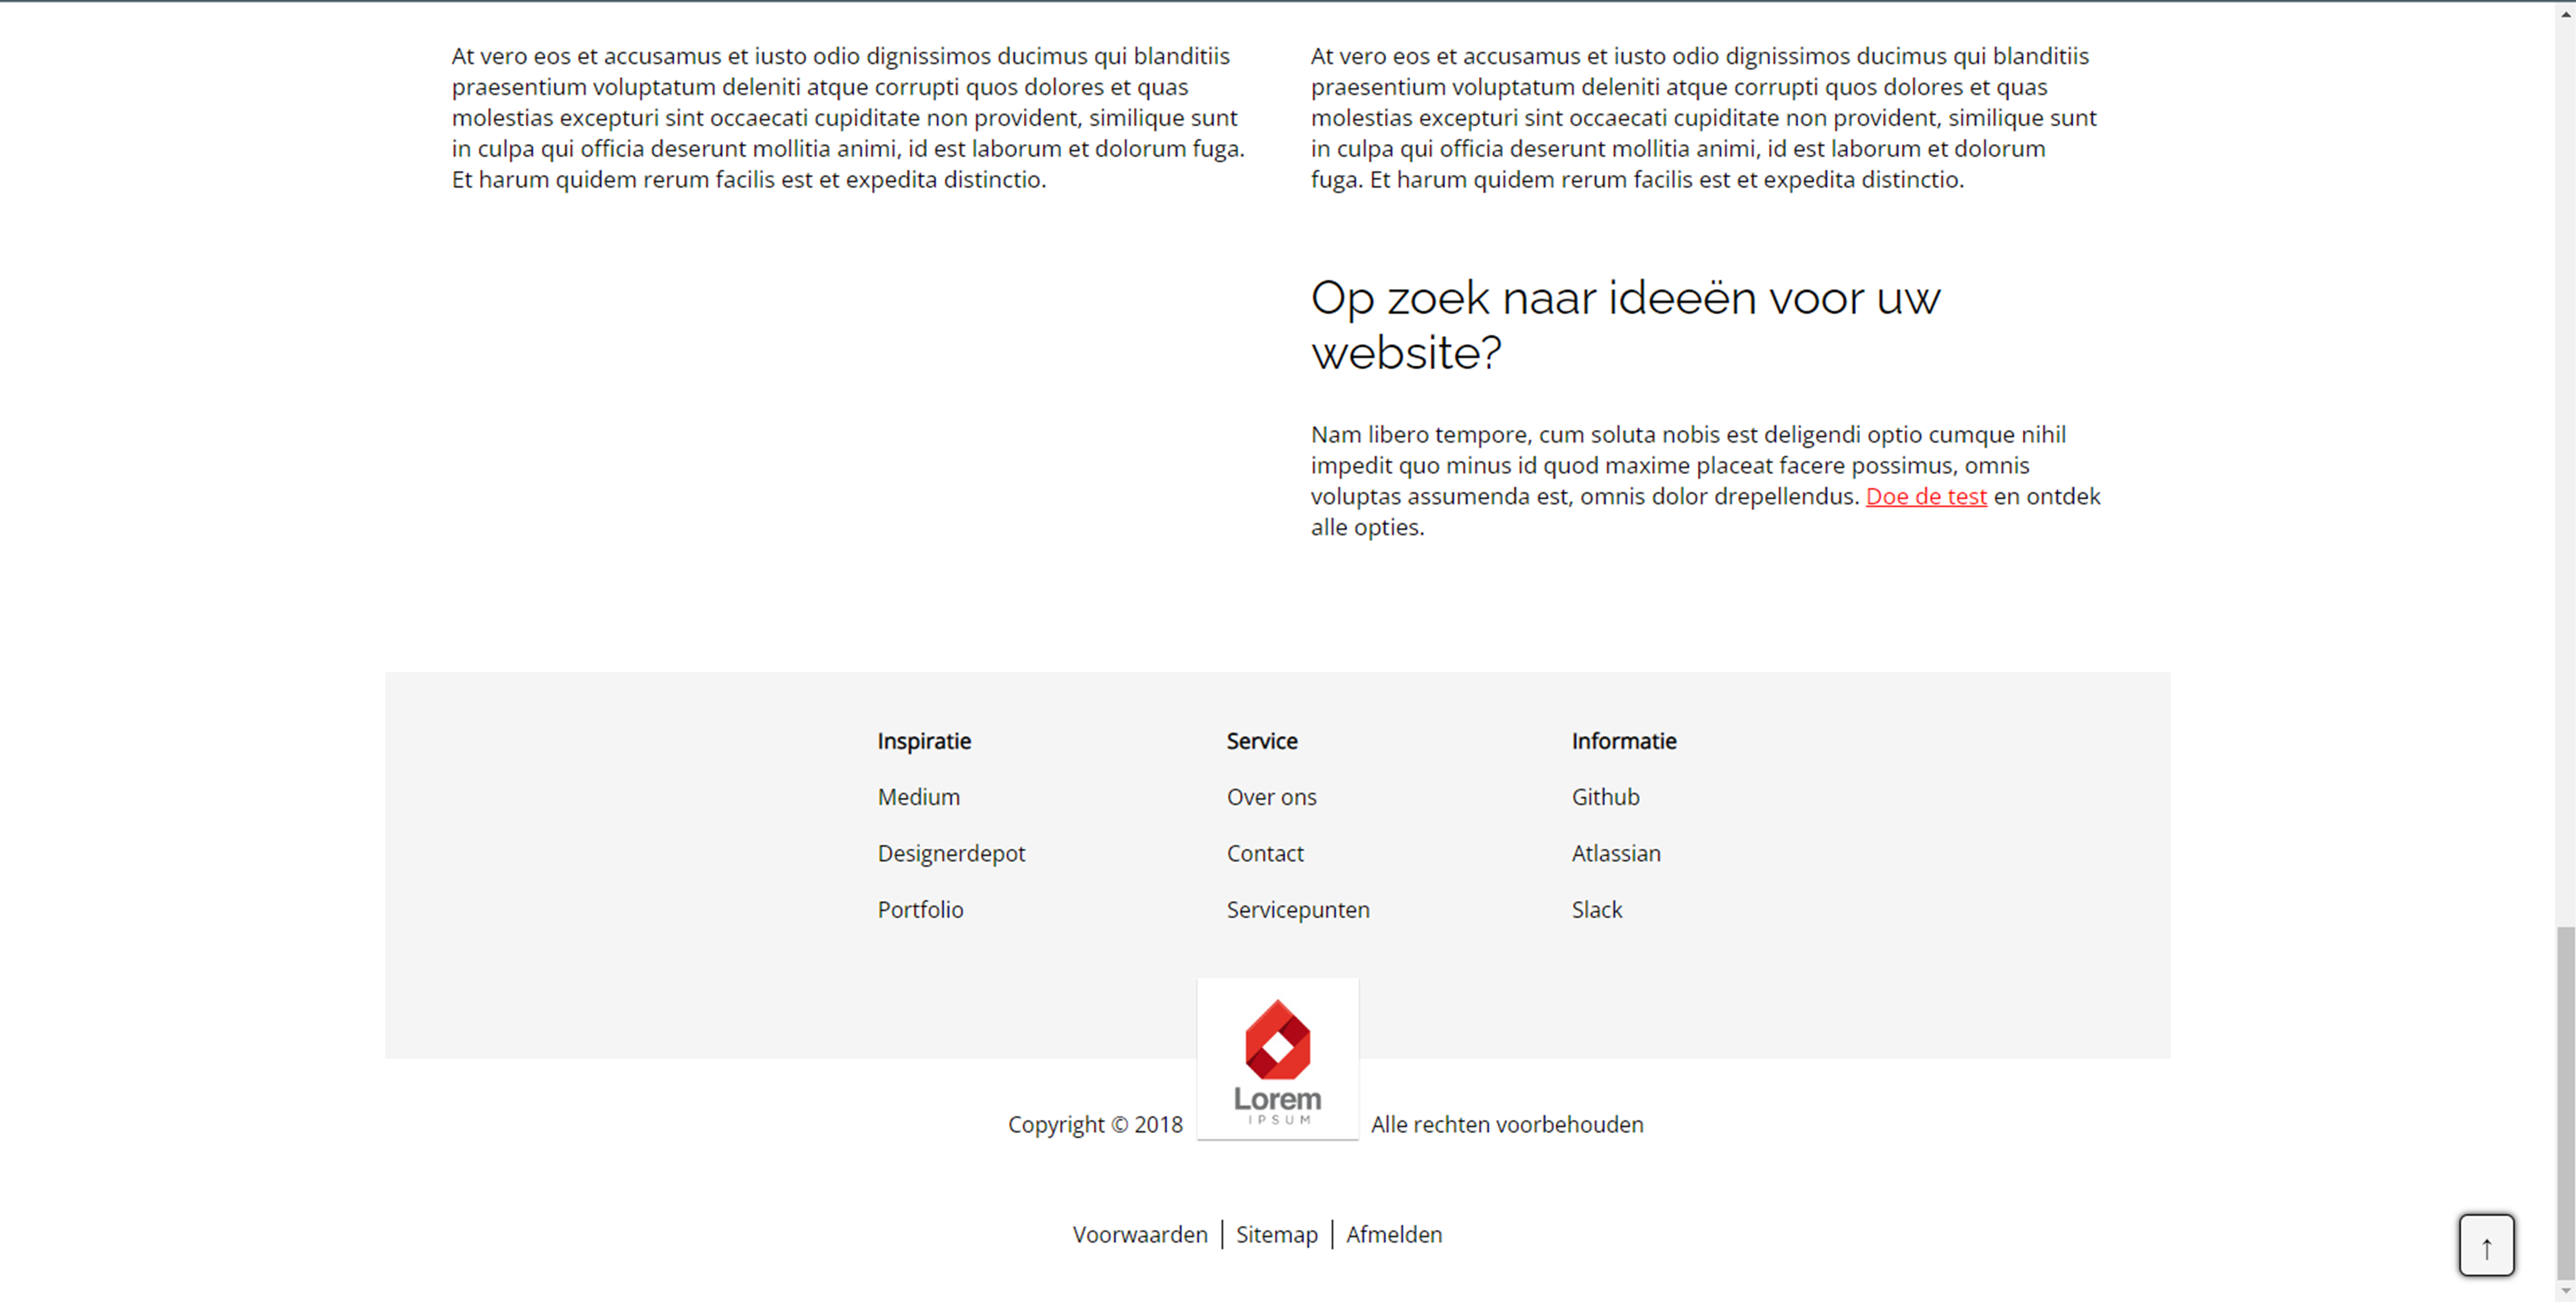 At vero eos et accusamus et iusto odio dignissimos ducimus qui blanditiis
praesentium voluptatum deleniti atque corrupti quos dolores et quas
molestias excepturi sint occaecati cupiditate non provident, similique sunt
in culpa qui officia deserunt mollitia animi, id est laborum et dolorum fuga.
Et harum quidem rerum facilis est et expedita distinctio.
At vero eos et accusamus et iusto odio dignissimos ducimus qui blanditiis
praesentium voluptatum deleniti atque corrupti quos dolores et quas
molestias excepturi sint occaecati cupiditate non provident, similique sunt
in culpa qui officia deserunt mollitia animi, id est laborum et dolorum
fuga. Et harum quidem rerum facilis est et expedita distinctio.
Op zoek naar ideeën voor uw
website?
Nam libero tempore, cum soluta nobis est deligendi optio cumque nihil
impedit quo minus id quod maxime placeat facere possimus, omnis
voluptas assumenda est, omnis dolor drepellendus. Doe de test en ontdek
alle opties.
Inspiratie
Medium
Designerdepot
Portfolio
Service
Over ons
Contact
Servicepunten
Informatie
Github
Atlassian
Slack
Copyright © 2018
Lorem
IPSUM
Alle rechten voorbehouden
Voorwaarden | Sitemap | Afmelden
↑